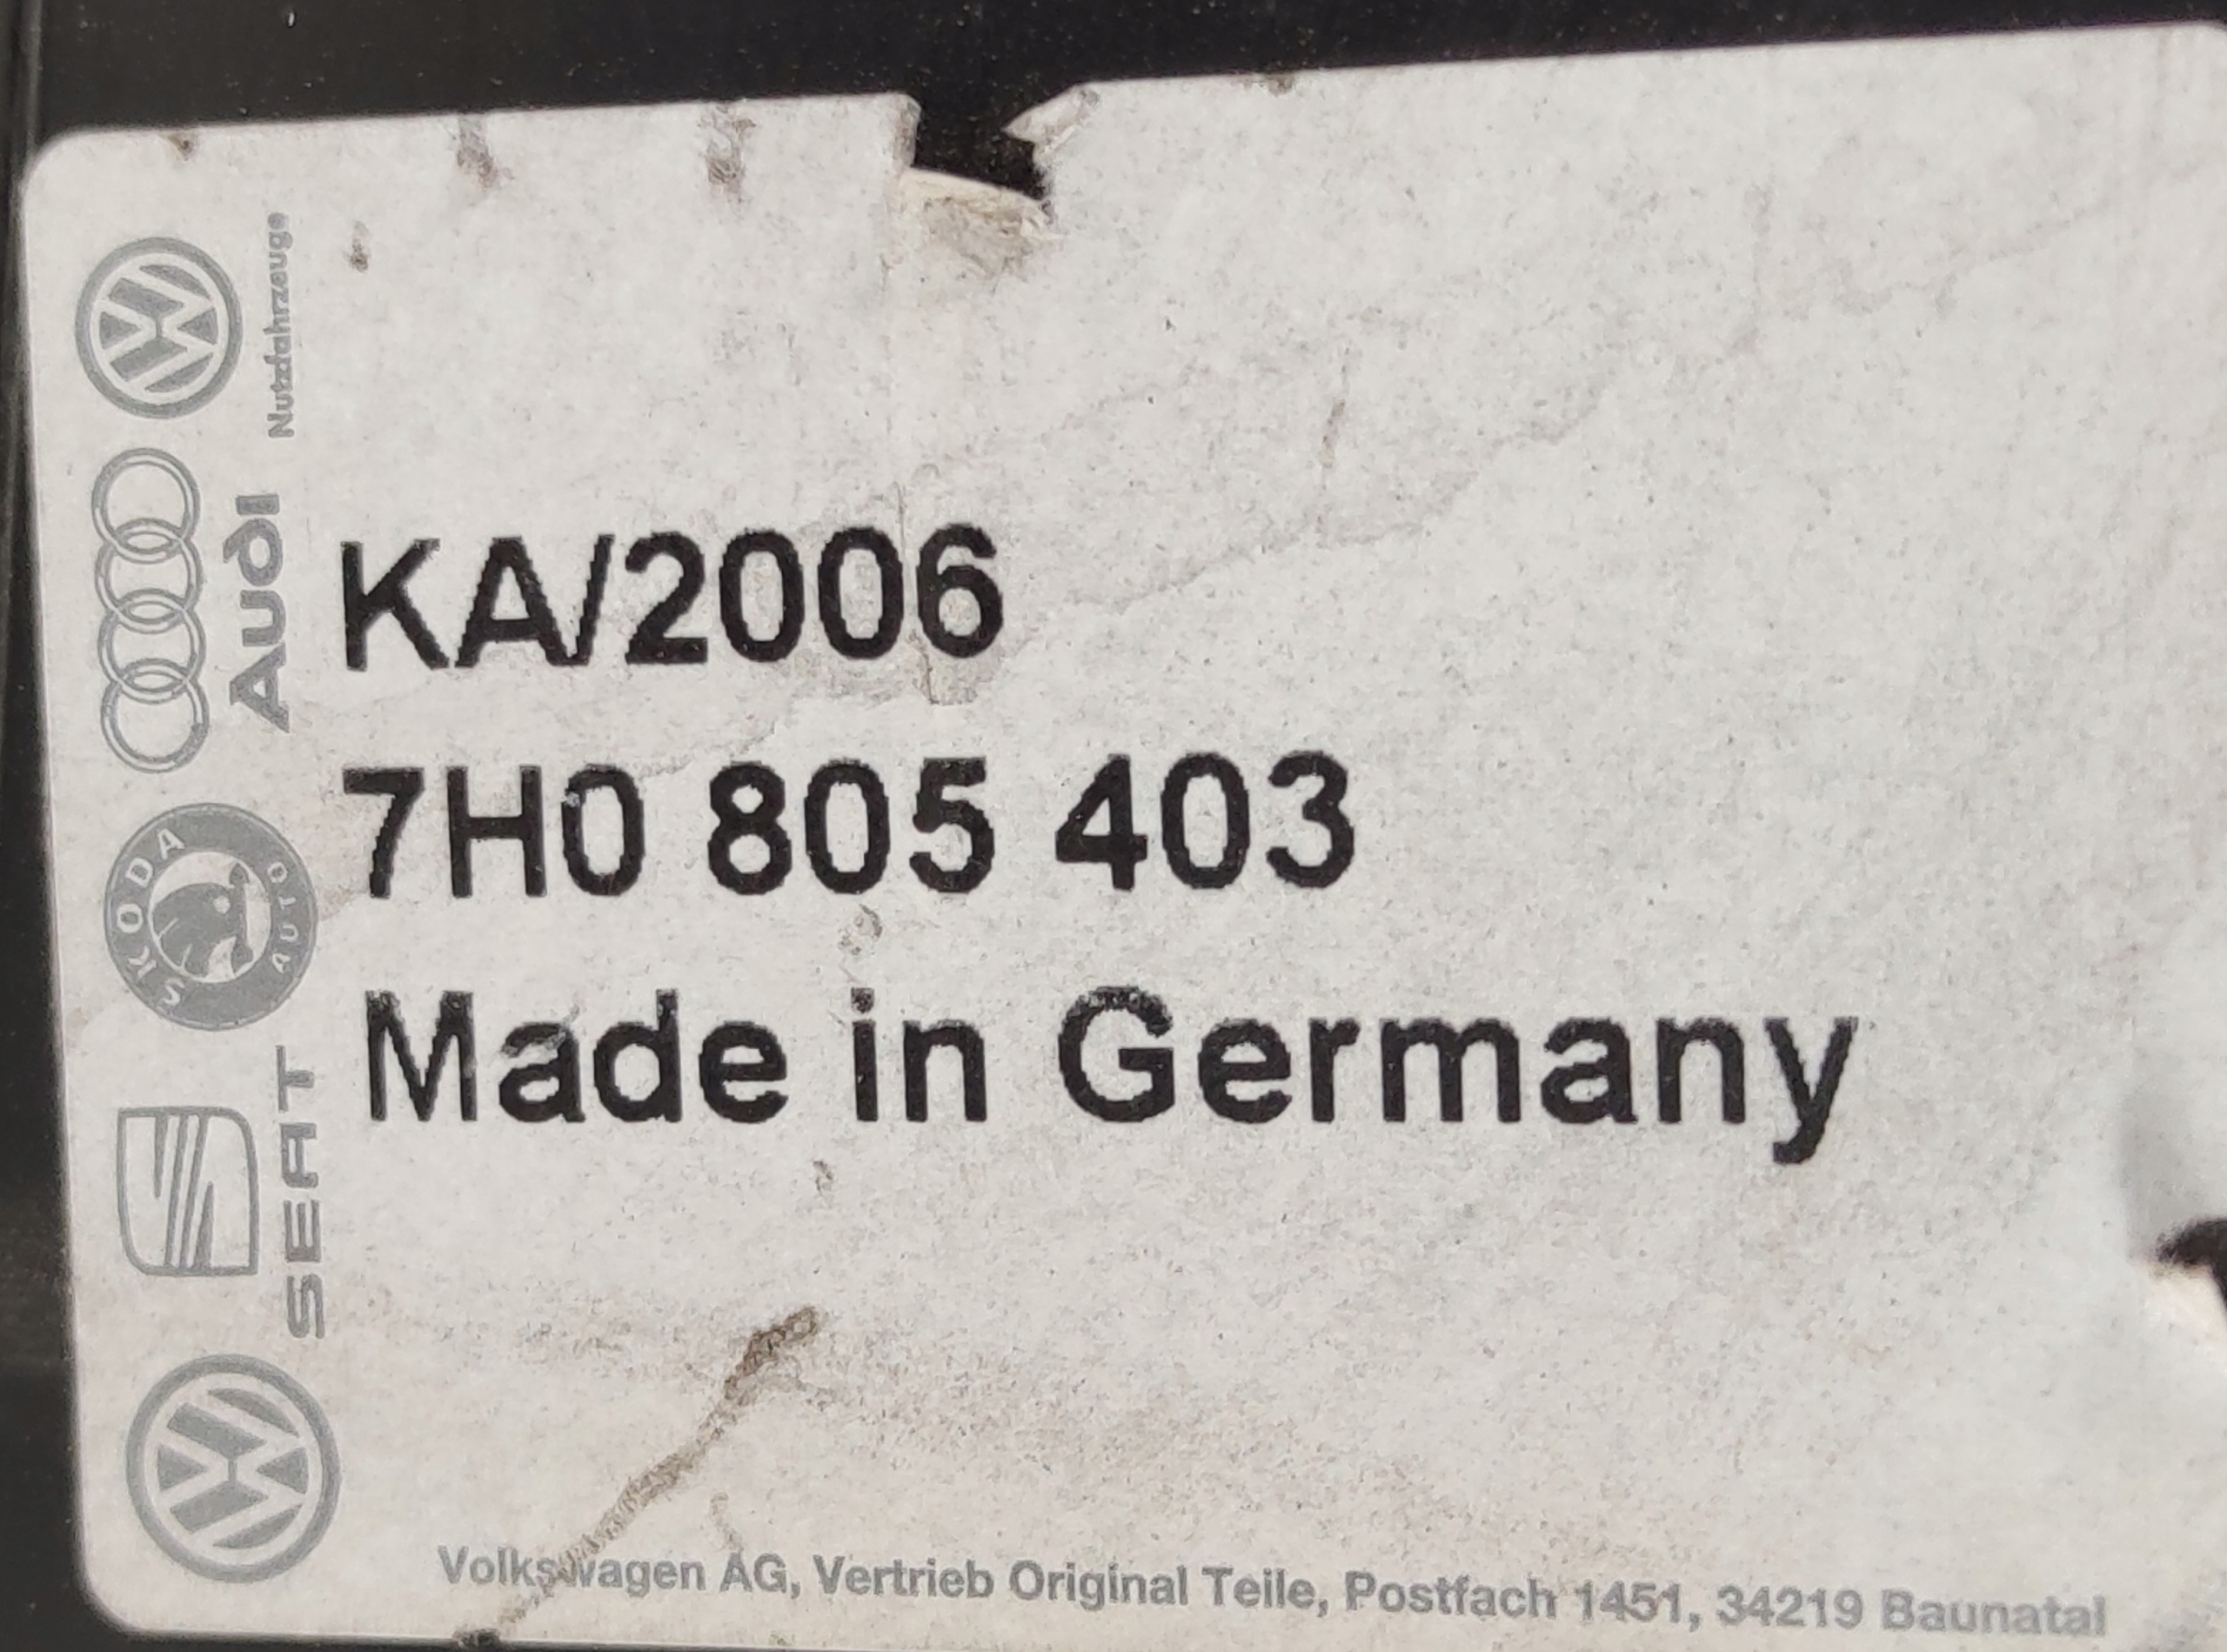 Nutzfahrzeuge
Audi
SKODA
AUTO
SEAT
KA/2006
7H0 805 403
Made in Germany
Volkswagen AG, Vertrieb Original Teile, Postfach 1451, 34219 Baunatal